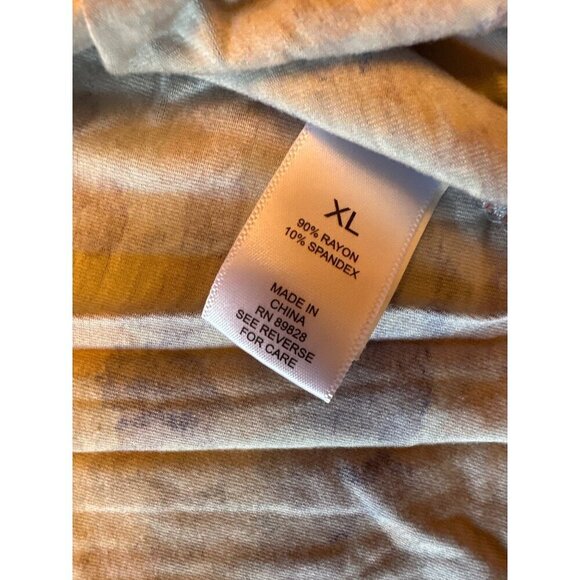 XL
90% RAYON
10% SPANDEX
MADE IN
CHINA
RN 89828
SEE REVERSE
FOR CARE